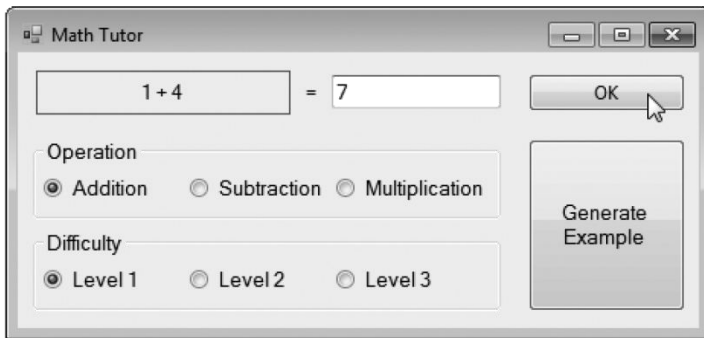 Math Tutor
1 + 4 = 7 OK
Operation
Addition Subtraction Multiplication
Generate
Example
Difficulty
Level 1 Level 2 Level 3